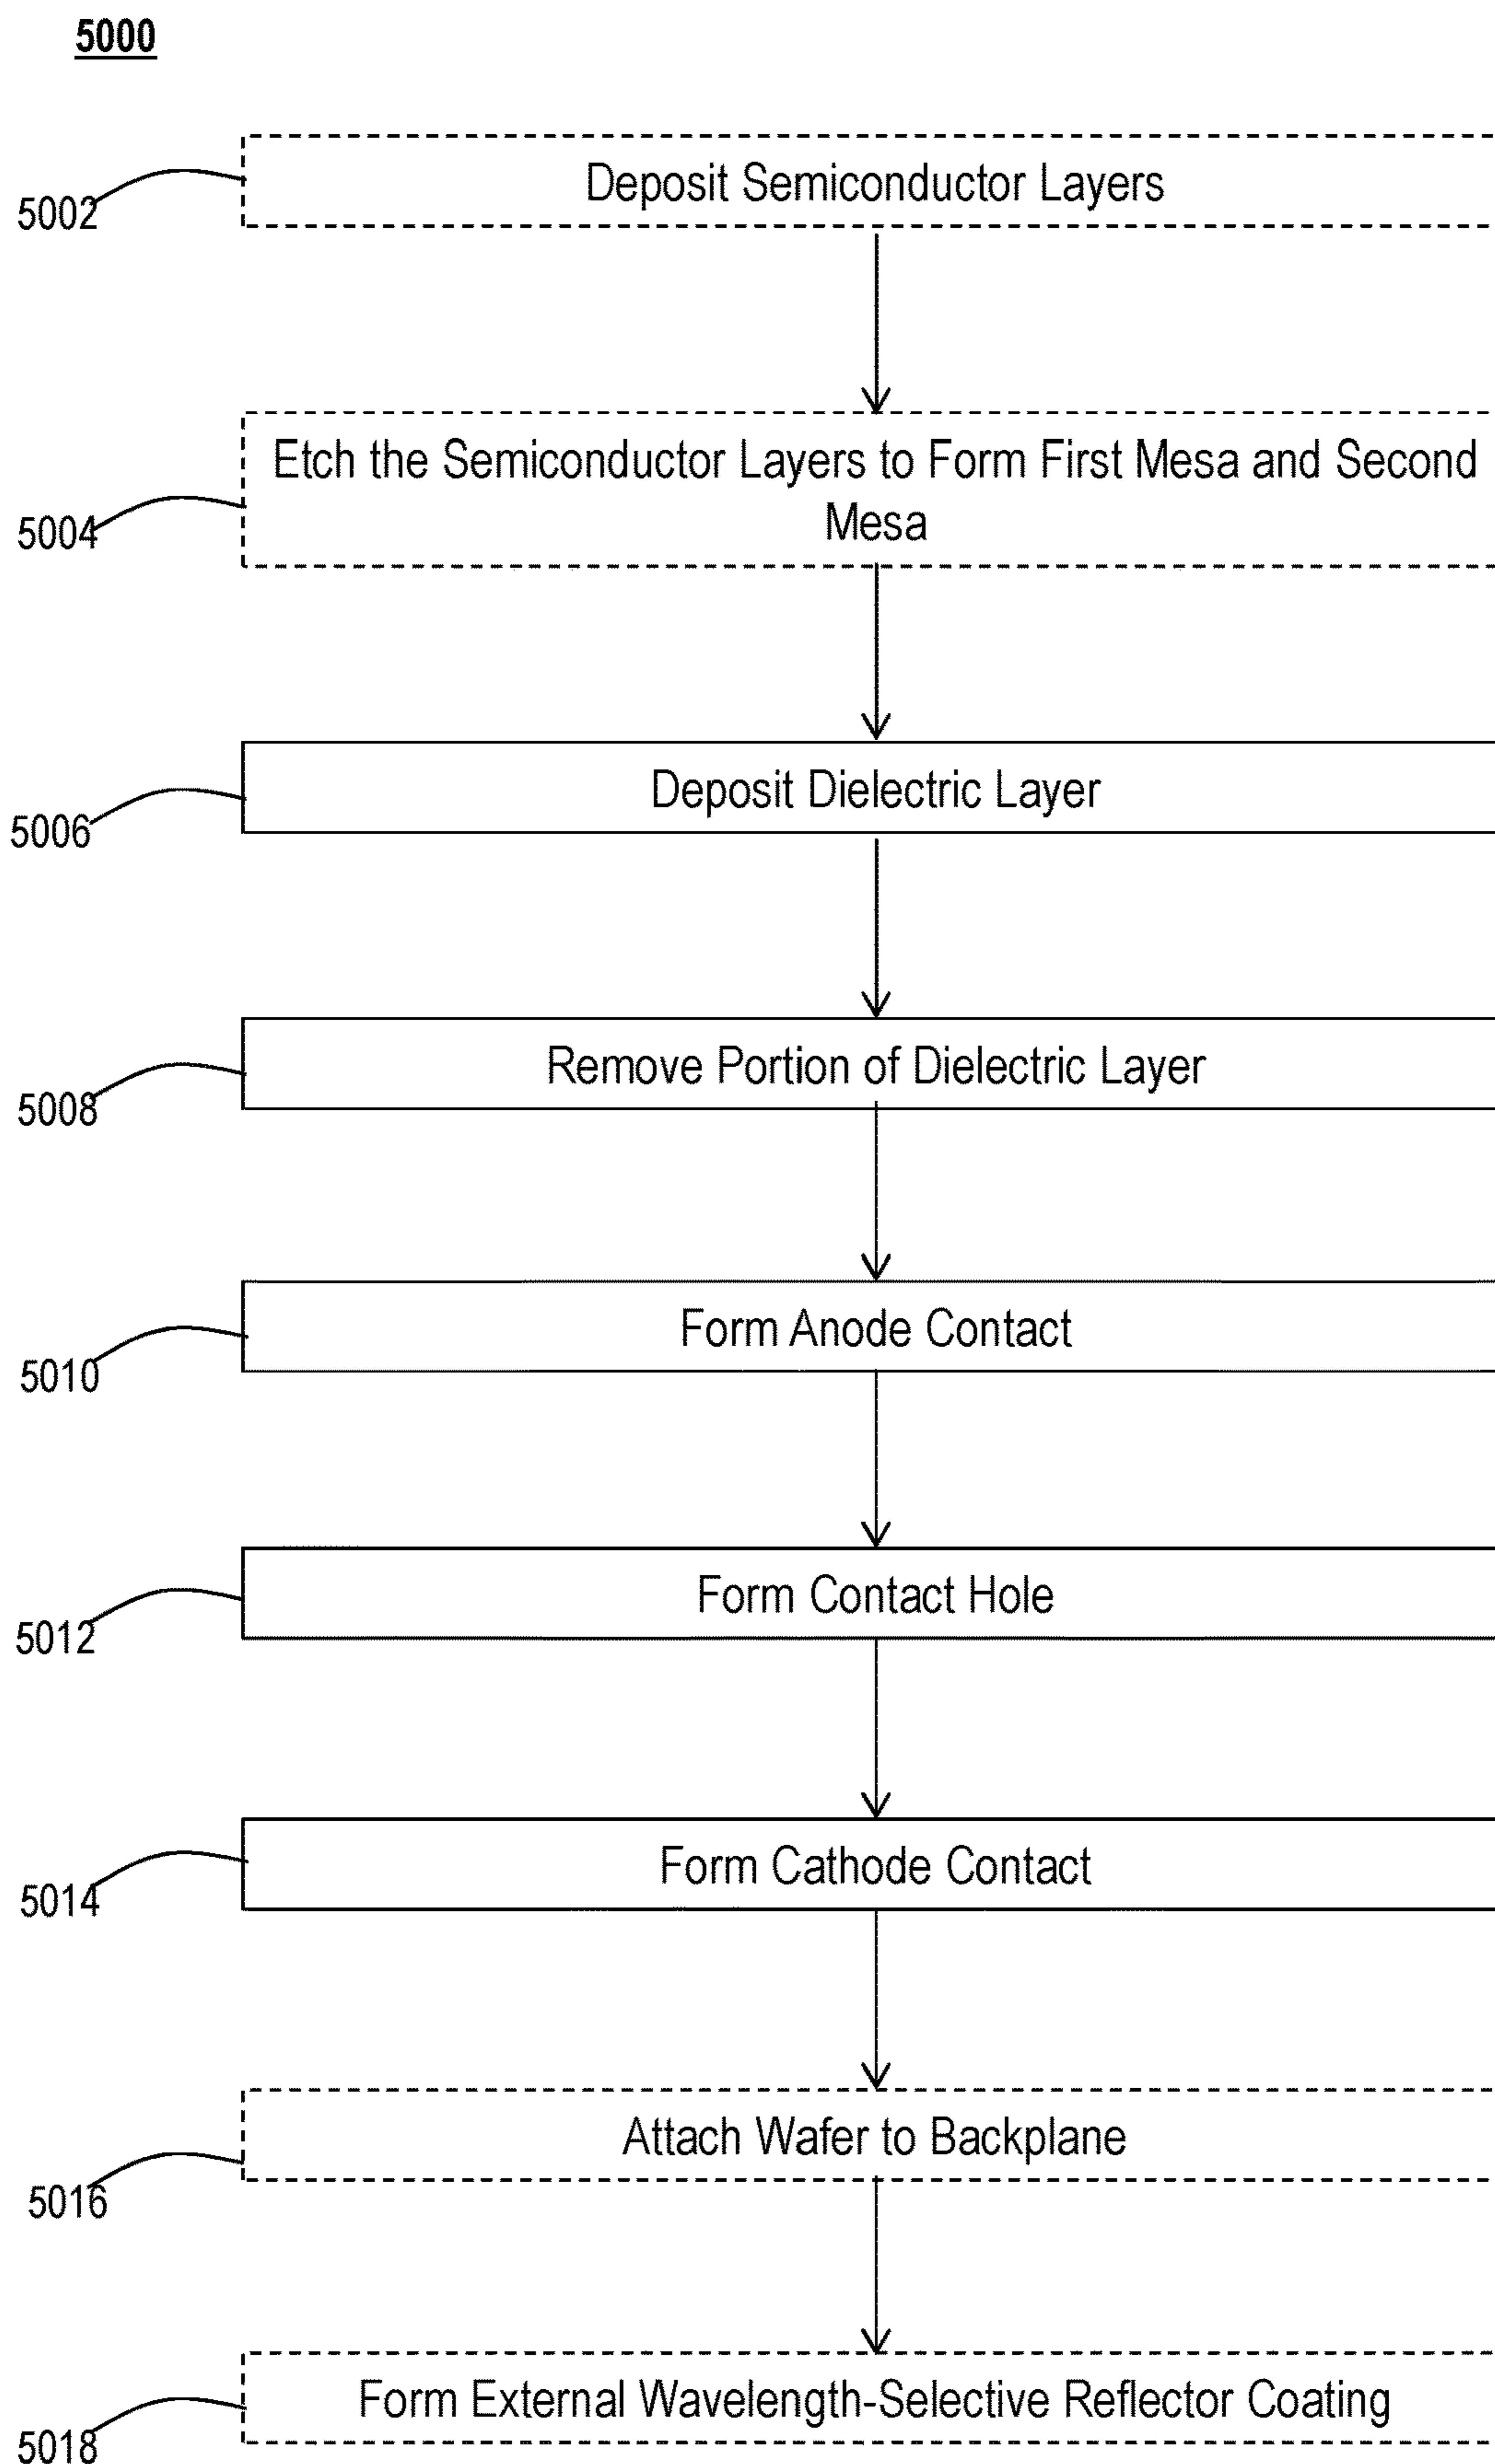 5000
Deposit Semiconductor Layers
5002
Etch the Semiconductor Layers to Form First Mesa and Second
Mesa
5004
Deposit Dielectric Layer
5006
Remove Portion of Dielectric Layer
5008
Form Anode Contact
5010
Form Contact Hole
5012
Form Cathode Contact
5014
Attach Wafer to Backplane
5016
Form External Wavelength-Selective Reflector Coating
5018